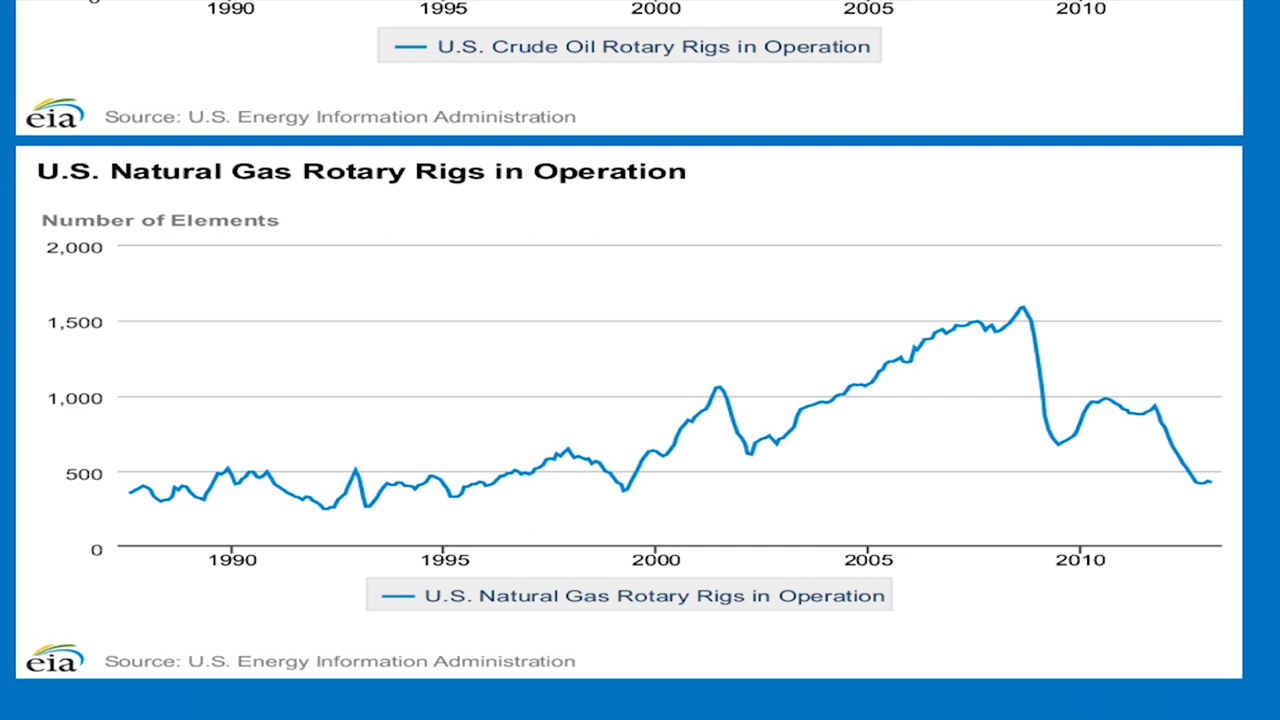 1990 1995 2000 2005 2010
U.S. Crude Oil Rotary Rigs in Operation
eia Source: U.S. Energy Information Administration
U.S. Natural Gas Rotary Rigs in Operation
Number of Elements
2,000
1,500
1,000
500
0
1990 1995 2000 2005 2010
U.S. Natural Gas Rotary Rigs in Operation
eia Source: U.S. Energy Information Administration